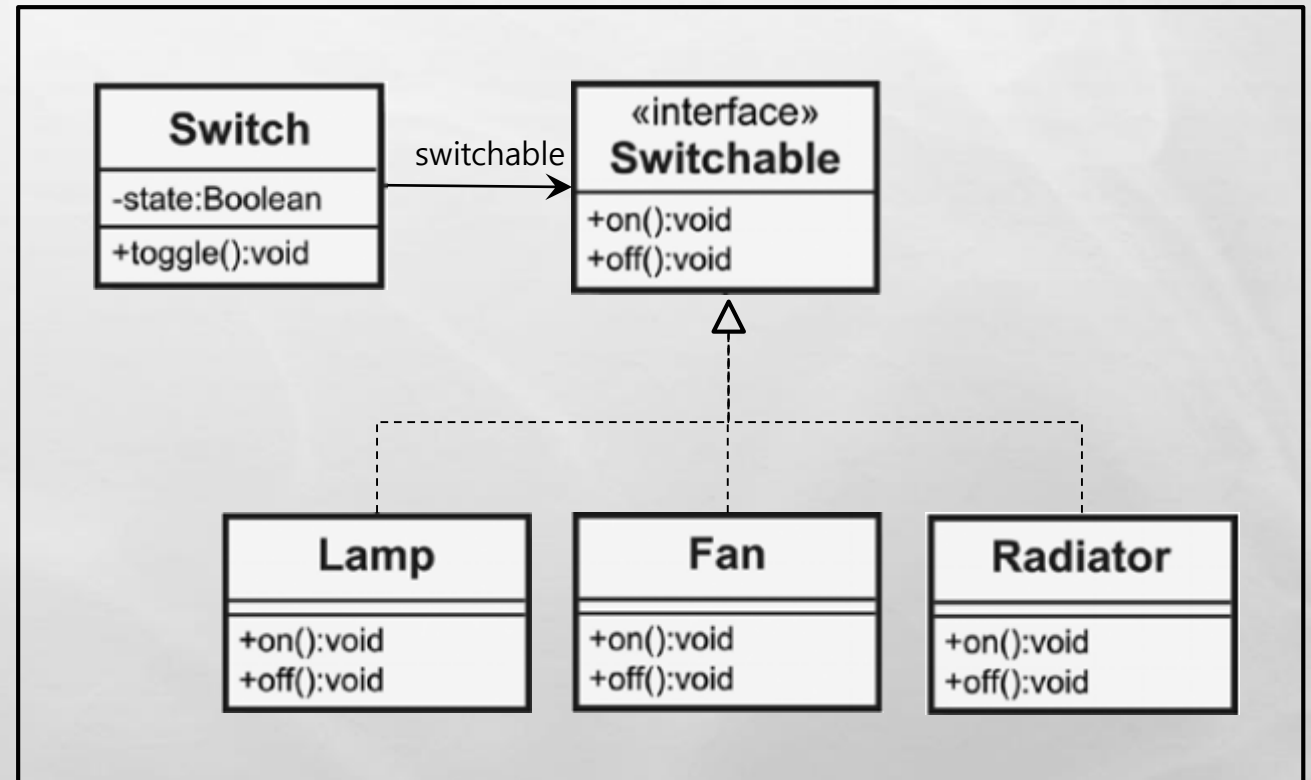 Switch
-state:Boolean
+toggle():void
switchable
«interface»
Switchable
+on():void
+off():void
Lamp
+on():void
+off():void
Fan
+on():void
+off():void
Radiator
+on():void
+off():void